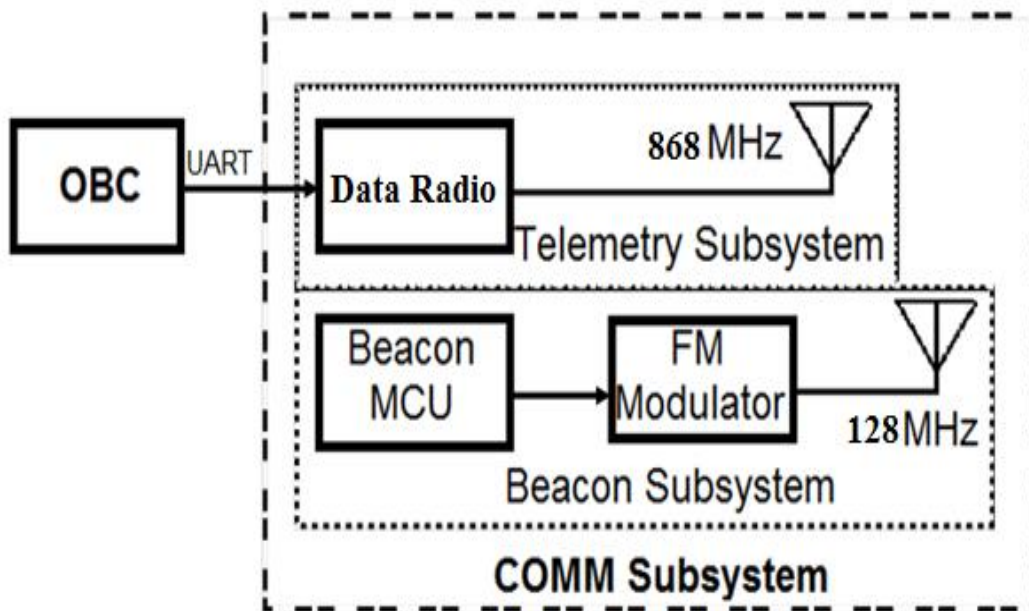 OBC
UART
Data Radio
868 MHz
Telemetry Subsystem
Beacon
MCU
FM
Modulator
128 MHz
Beacon Subsystem
COMM Subsystem